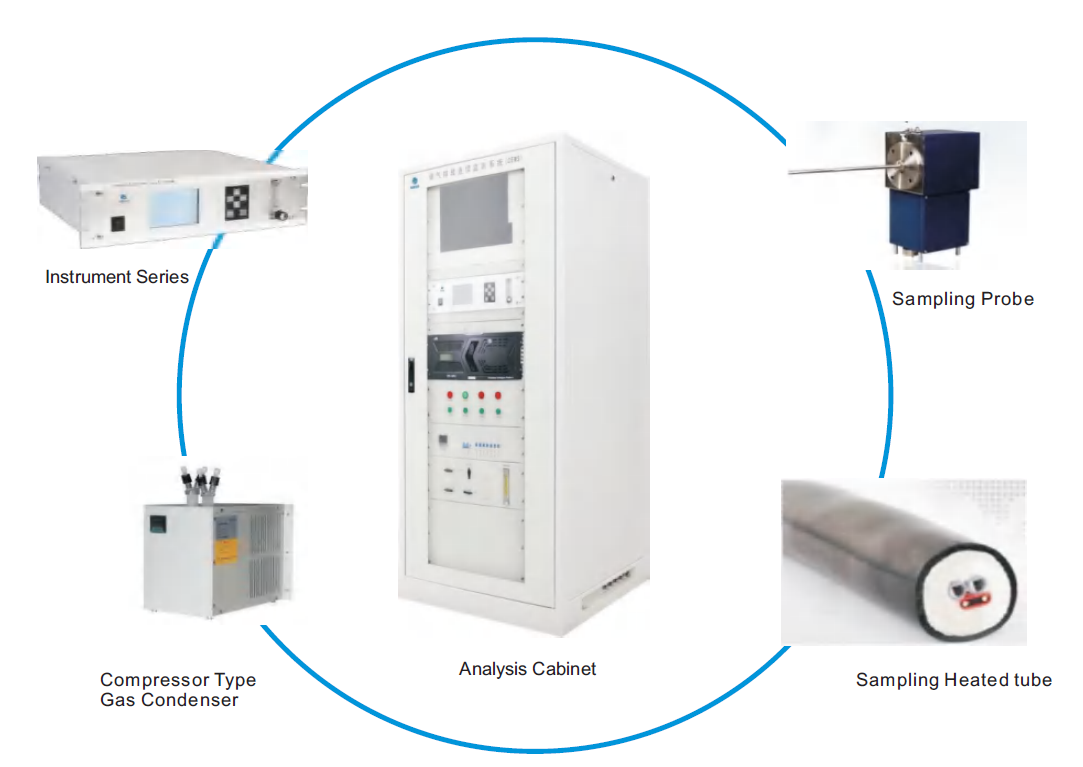 Instrument Series
Sampling Probe
Compressor Type
Gas Condenser
Analysis Cabinet
Sampling Heated tube